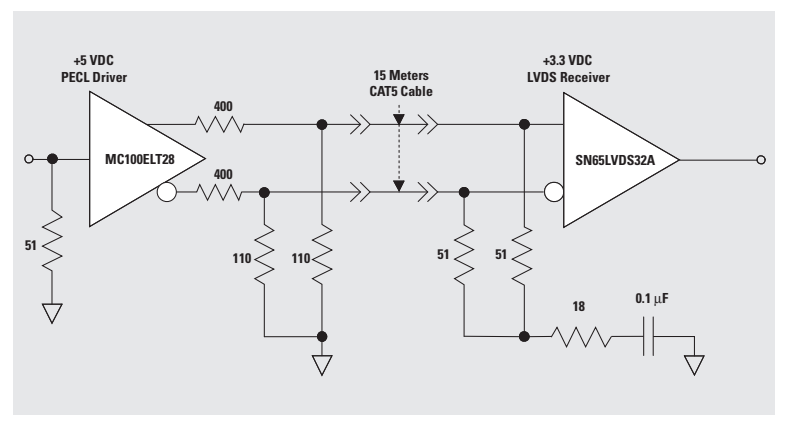 +5 VDC
PECL Driver
15 Meters
CAT5 Cable
+3.3 VDC
LVDS Receiver
400
MC100ELT28
SN65LVDS32A
400
51
110
110
51
51
18
0.1 μF